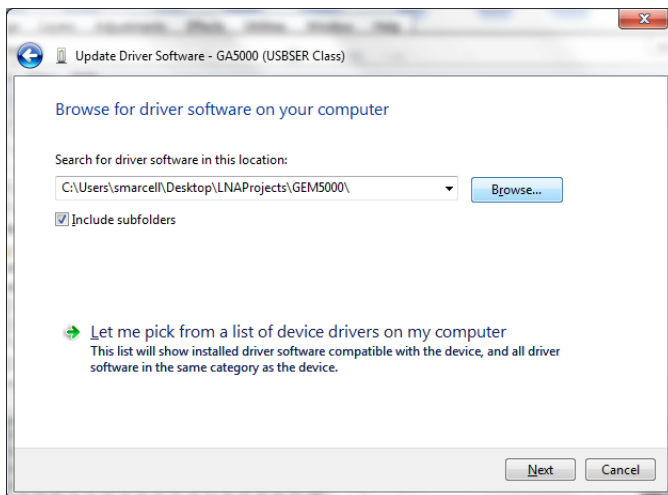 Update Driver Software - GA5000 (USBSER Class)
Browse for driver software on your computer
Search for driver software in this location:
C:\Users\smarcell\Desktop\LNAProjects\GEM5000\
Browse...
Include subfolders
Let me pick from a list of device drivers on my computer
This list will show installed driver software compatible with the device, and all driver
software in the same category as the device.
Next
Cancel